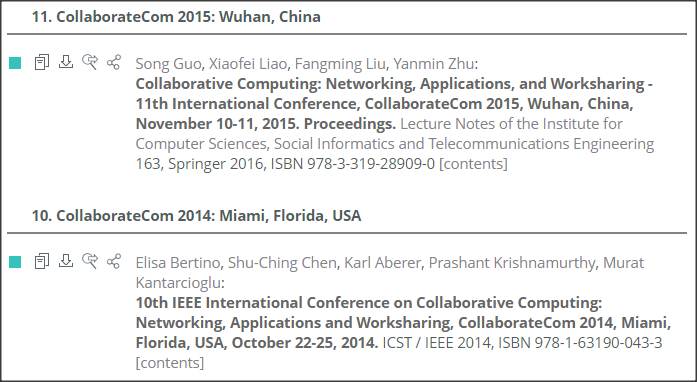 11. CollaborateCom 2015: Wuhan, China
Song Guo, Xiaofei Liao, Fangming Liu, Yanmin Zhu:
Collaborative Computing: Networking, Applications, and Worksharing -
11th International Conference, CollaborateCom 2015, Wuhan, China,
November 10-11, 2015. Proceedings. Lecture Notes of the Institute for
Computer Sciences, Social Informatics and Telecommunications Engineering
163, Springer 2016, ISBN 978-3-319-28909-0 [contents]
10. CollaborateCom 2014: Miami, Florida, USA
Elisa Bertino, Shu-Ching Chen, Karl Aberer, Prashant Krishnamurthy, Murat
Kantarcioglu:
10th IEEE International Conference on Collaborative Computing:
Networking, Applications and Worksharing, CollaborateCom 2014, Miami,
Florida, USA, October 22-25, 2014. ICST / IEEE 2014, ISBN 978-1-63190-043-3
[contents]